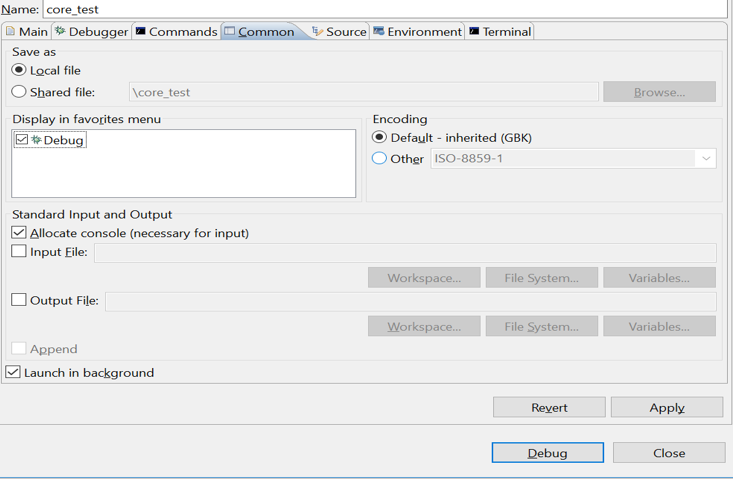 Name: core_test
Main Debugger Commands Common Source Environment Terminal
Save as
Local file
Shared file: \core_test Browse...
Display in favorites menu
Debug
Encoding
Default - inherited (GBK)
Other ISO-8859-1
Standard Input and Output
Allocate console (necessary for input)
Input File:
Workspace... File System... Variables...
Output File:
Workspace... File System... Variables...
Append
Launch in background
Revert Apply
Debug Close